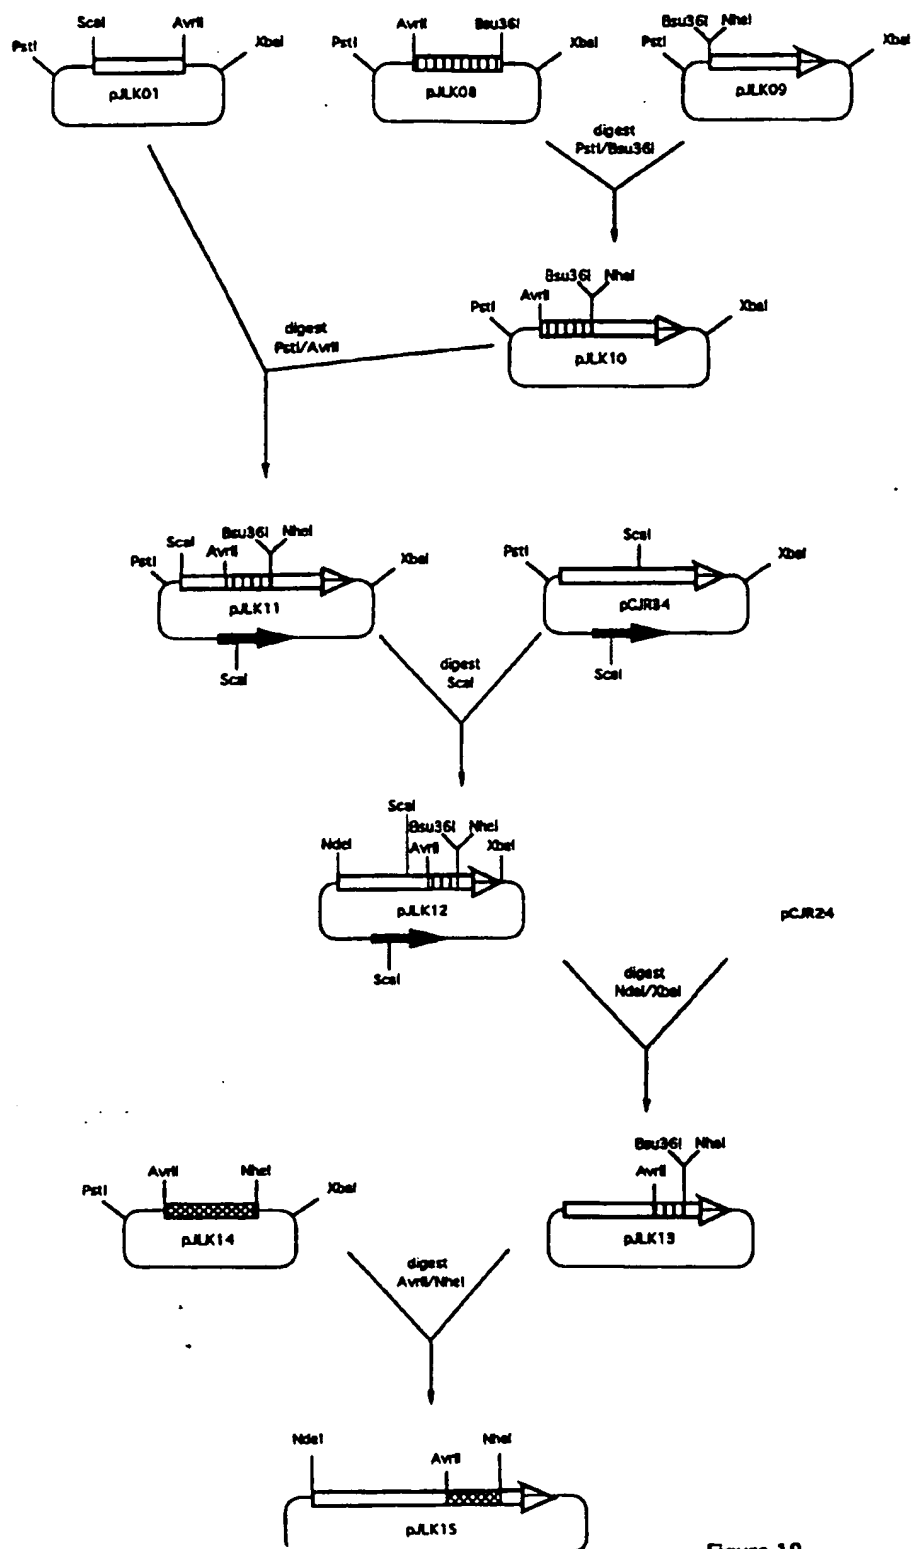 PstI ScaI AvrII XbaI
pJLK01
PstI AvrII Bsu36I XbaI
pJLK08
PstI Bsu36I NheI XbaI
pJLK09
digest
PstI/Bsu36I
PstI AvrII Bsu36I NheI XbaI
pJLK10
digest
PstI/AvrII
PstI ScaI AvrII Bsu36I NheI XbaI
pJLK11
ScaI
PstI ScaI XbaI
pCJR84
ScaI
digest
ScaI
NdeI ScaI AvrII Bsu36I NheI XbaI
pJLK12
ScaI
pCJR24
digest
NdeI/XbaI
AvrII Bsu36I NheI
pJLK13
PstI AvrII NheI XbaI
pJLK14
digest
AvrII/NheI
NdeI AvrII NheI
pJLK15